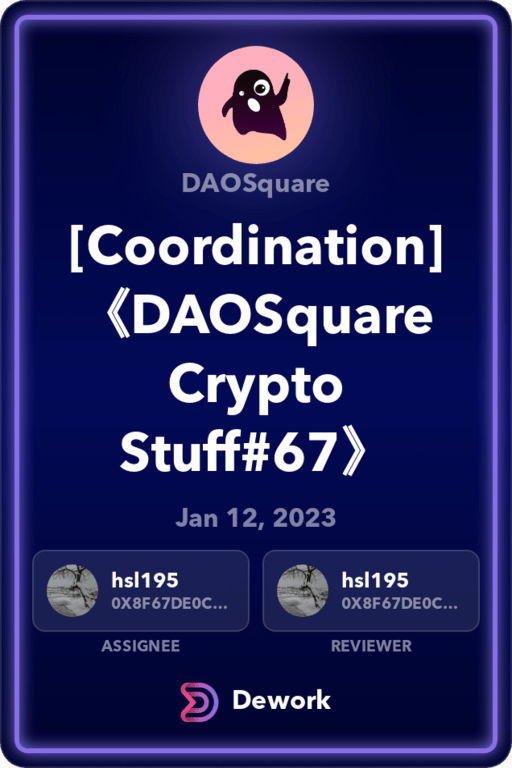 DAOSquare
[Coordination]
《DAOSquare
Crypto
Stuff#67》
Jan 12, 2023
hsl195
0X8F67DE0C...
ASSIGNEE
hsl195
0X8F67DE0C...
REVIEWER
Dework